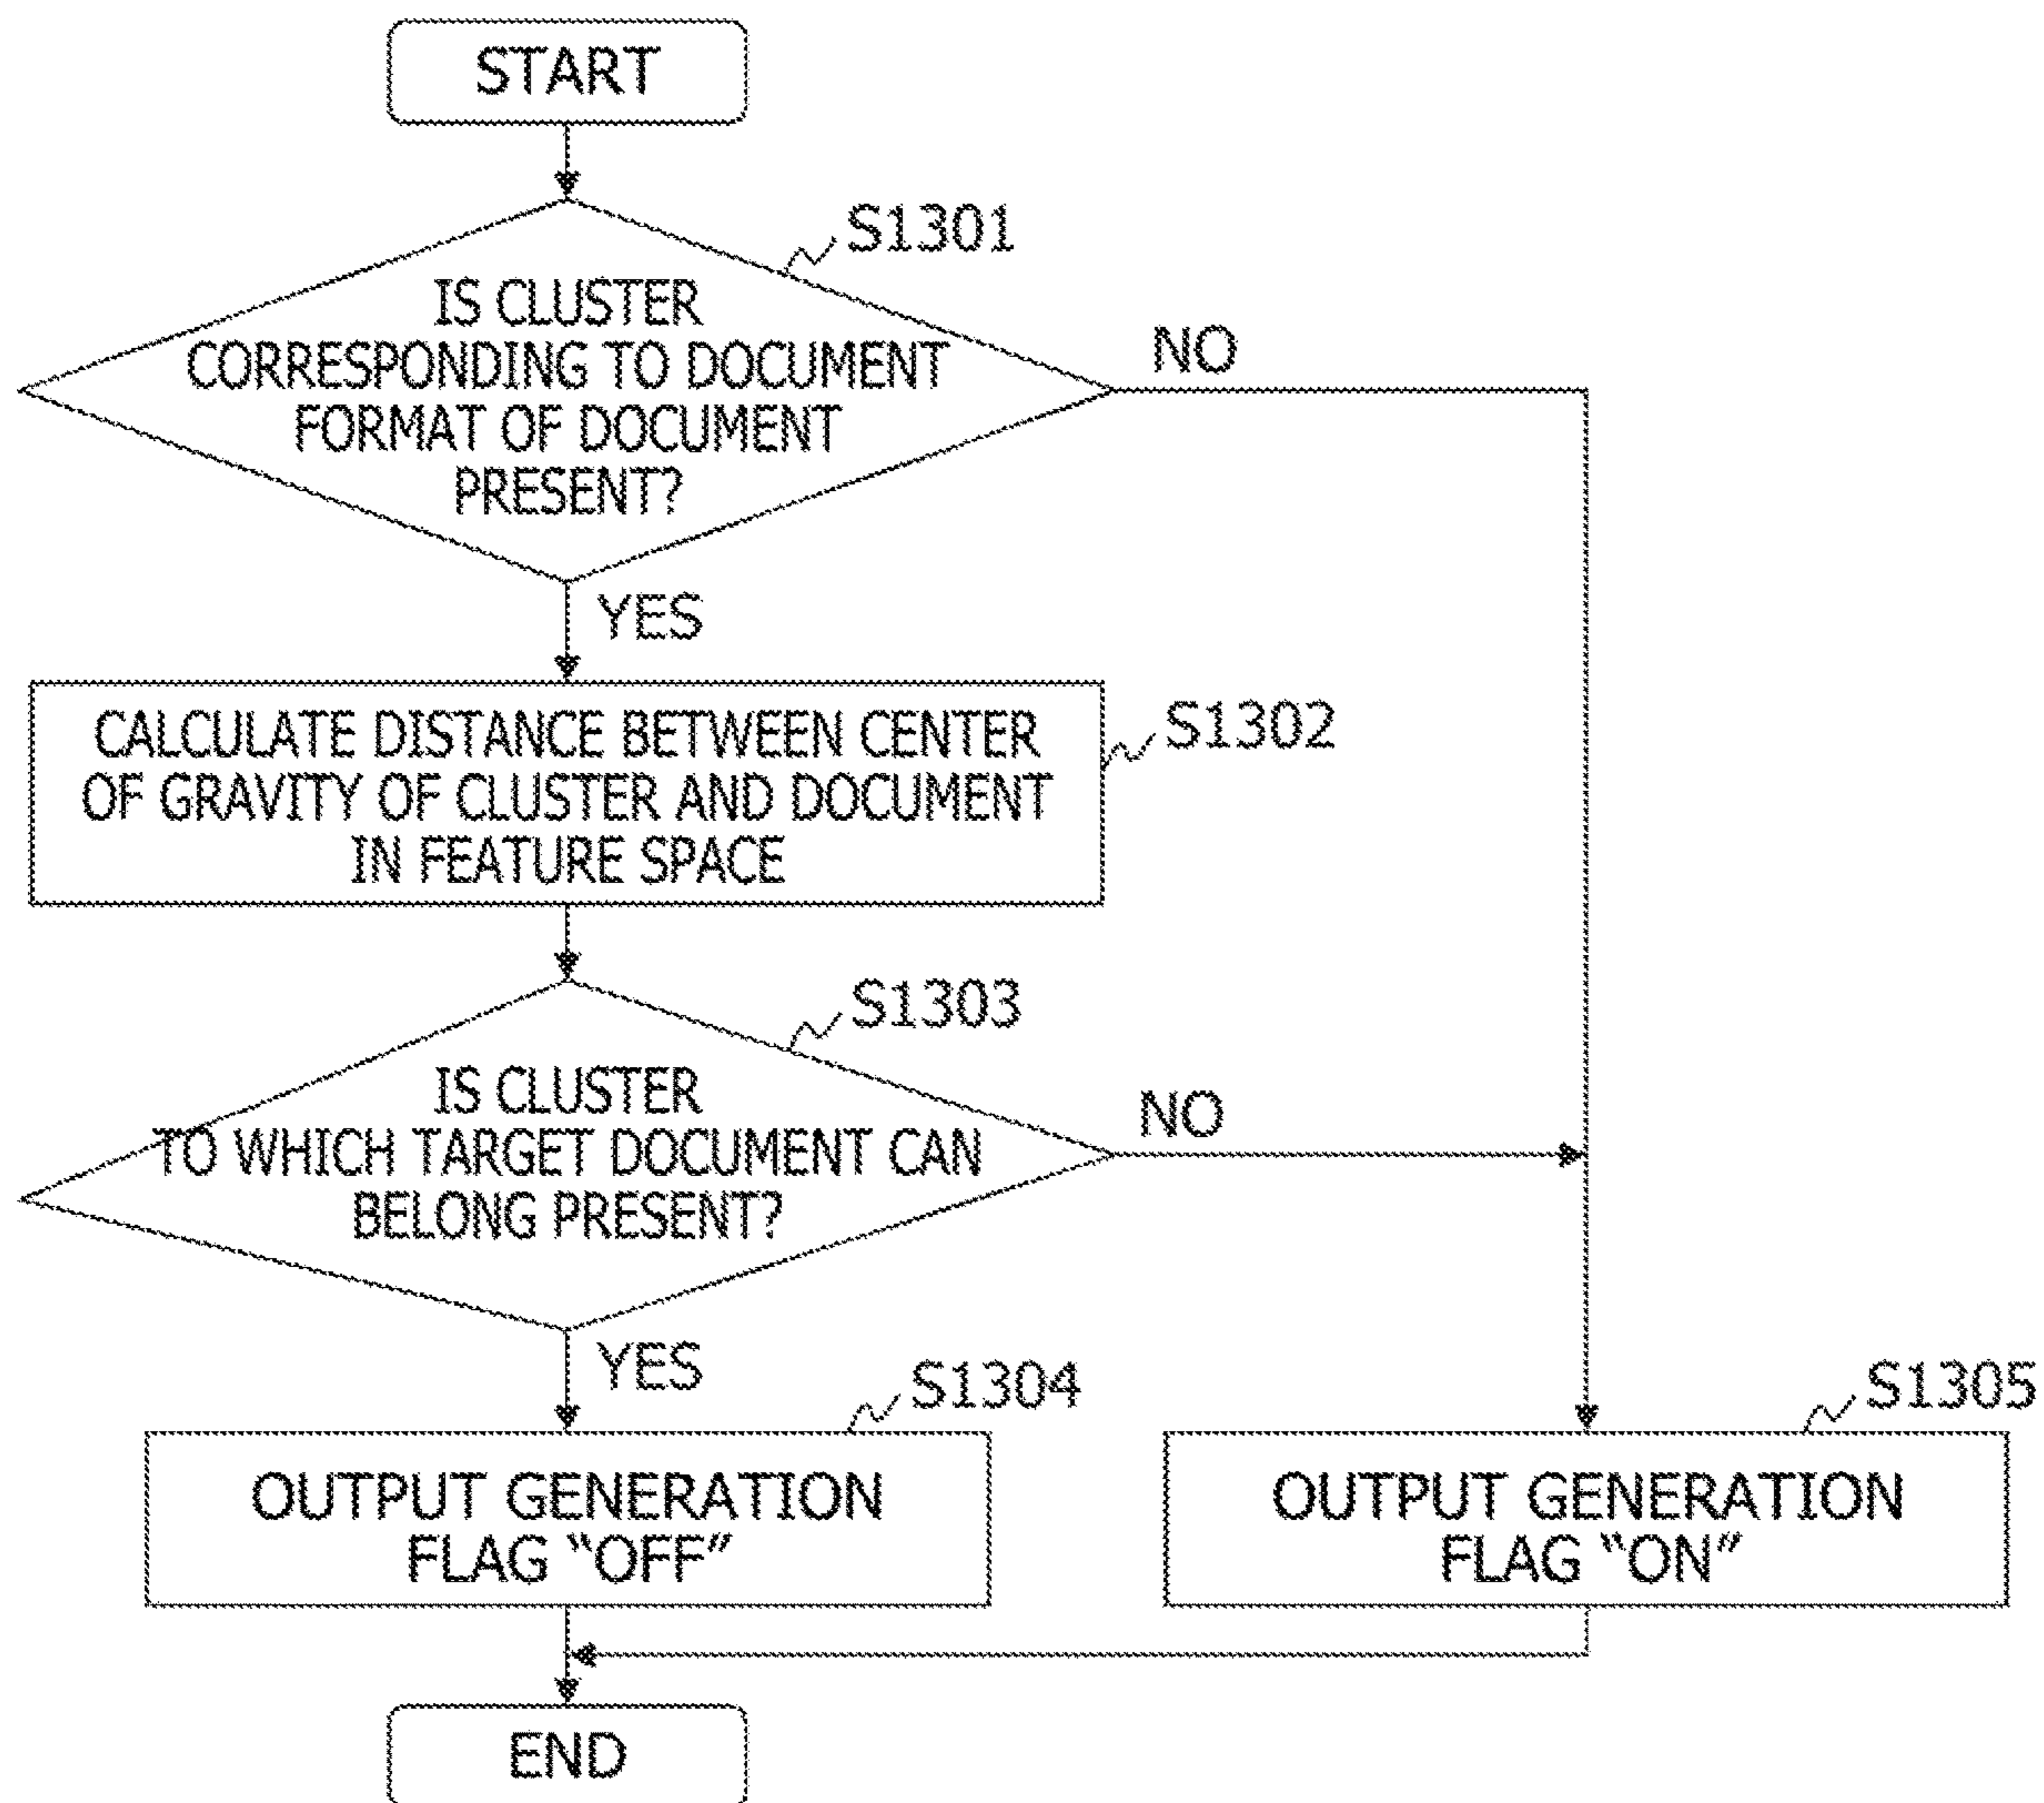 START
S1301
IS CLUSTER
CORRESPONDING TO DOCUMENT
FORMAT OF DOCUMENT
PRESENT?
NO
YES
S1302
CALCULATE DISTANCE BETWEEN CENTER
OF GRAVITY OF CLUSTER AND DOCUMENT
IN FEATURE SPACE
S1303
IS CLUSTER
TO WHICH TARGET DOCUMENT CAN
BELONG PRESENT?
NO
YES
S1304
OUTPUT GENERATION
FLAG “OFF”
S1305
OUTPUT GENERATION
FLAG “ON”
END